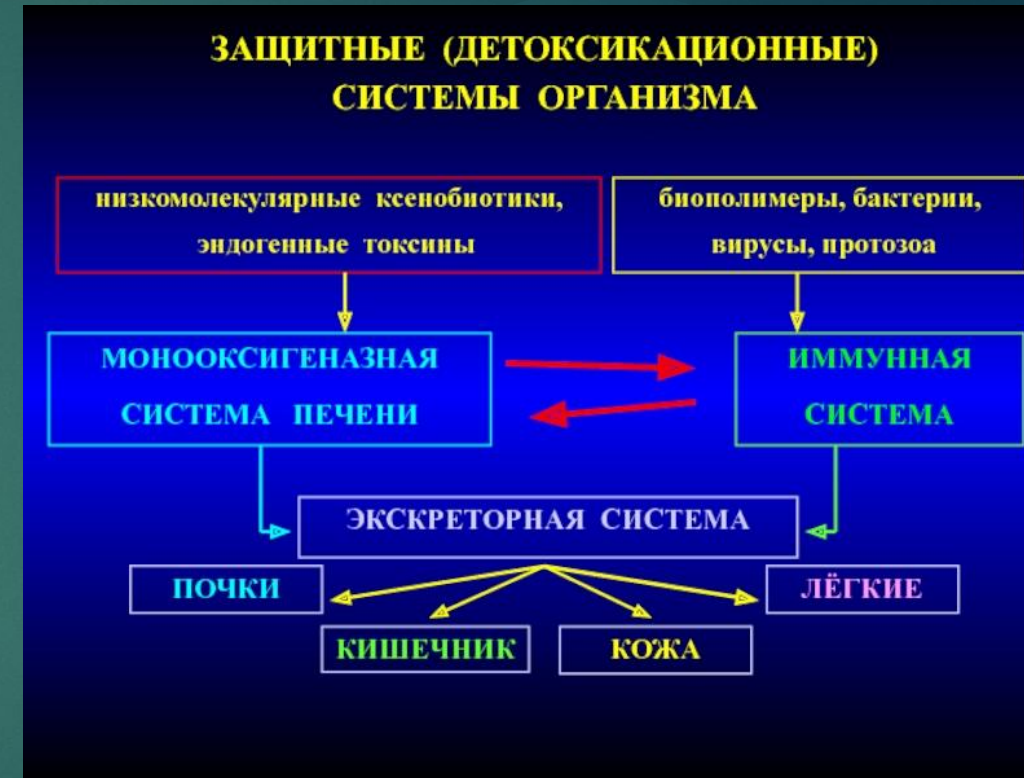 ЗАЩИТНЫЕ (ДЕТОКСИКАЦИОННЫЕ)
СИСТЕМЫ ОРГАНИЗМА
низкомолекулярные ксенобиотики,
эндогенные токсины
биополимеры, бактерии,
вирусы, протозоа
МОНООКСИГЕНАЗНАЯ
СИСТЕМА ПЕЧЕНИ
ИММУННАЯ
СИСТЕМА
ЭКСКРЕТОРНАЯ СИСТЕМА
ПОЧКИ
ЛЁГКИЕ
КИШЕЧНИК
КОЖА